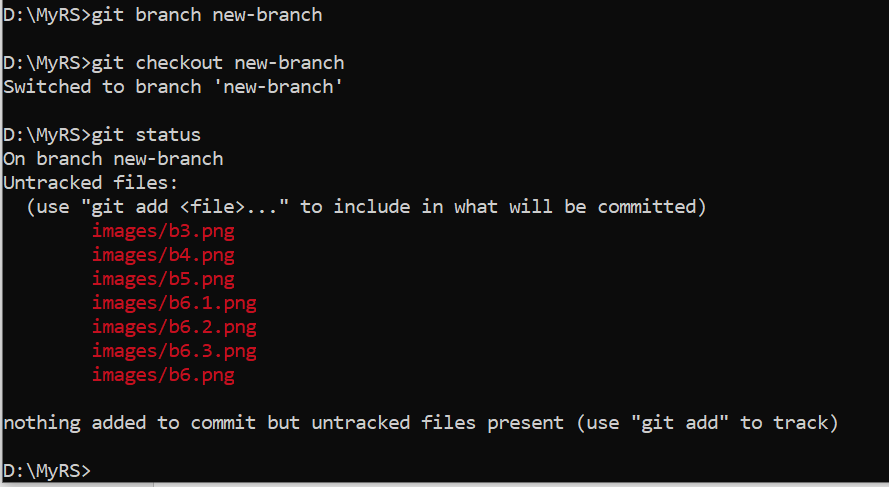 D:\MyRS>git branch new-branch
D:\MyRS>git checkout new-branch
Switched to branch 'new-branch'
D:\MyRS>git status
On branch new-branch
Untracked files:
  (use "git add <file>..." to include in what will be committed)
        images/b3.png
        images/b4.png
        images/b5.png
        images/b6.1.png
        images/b6.2.png
        images/b6.3.png
        images/b6.png
nothing added to commit but untracked files present (use "git add" to track)
D:\MyRS>